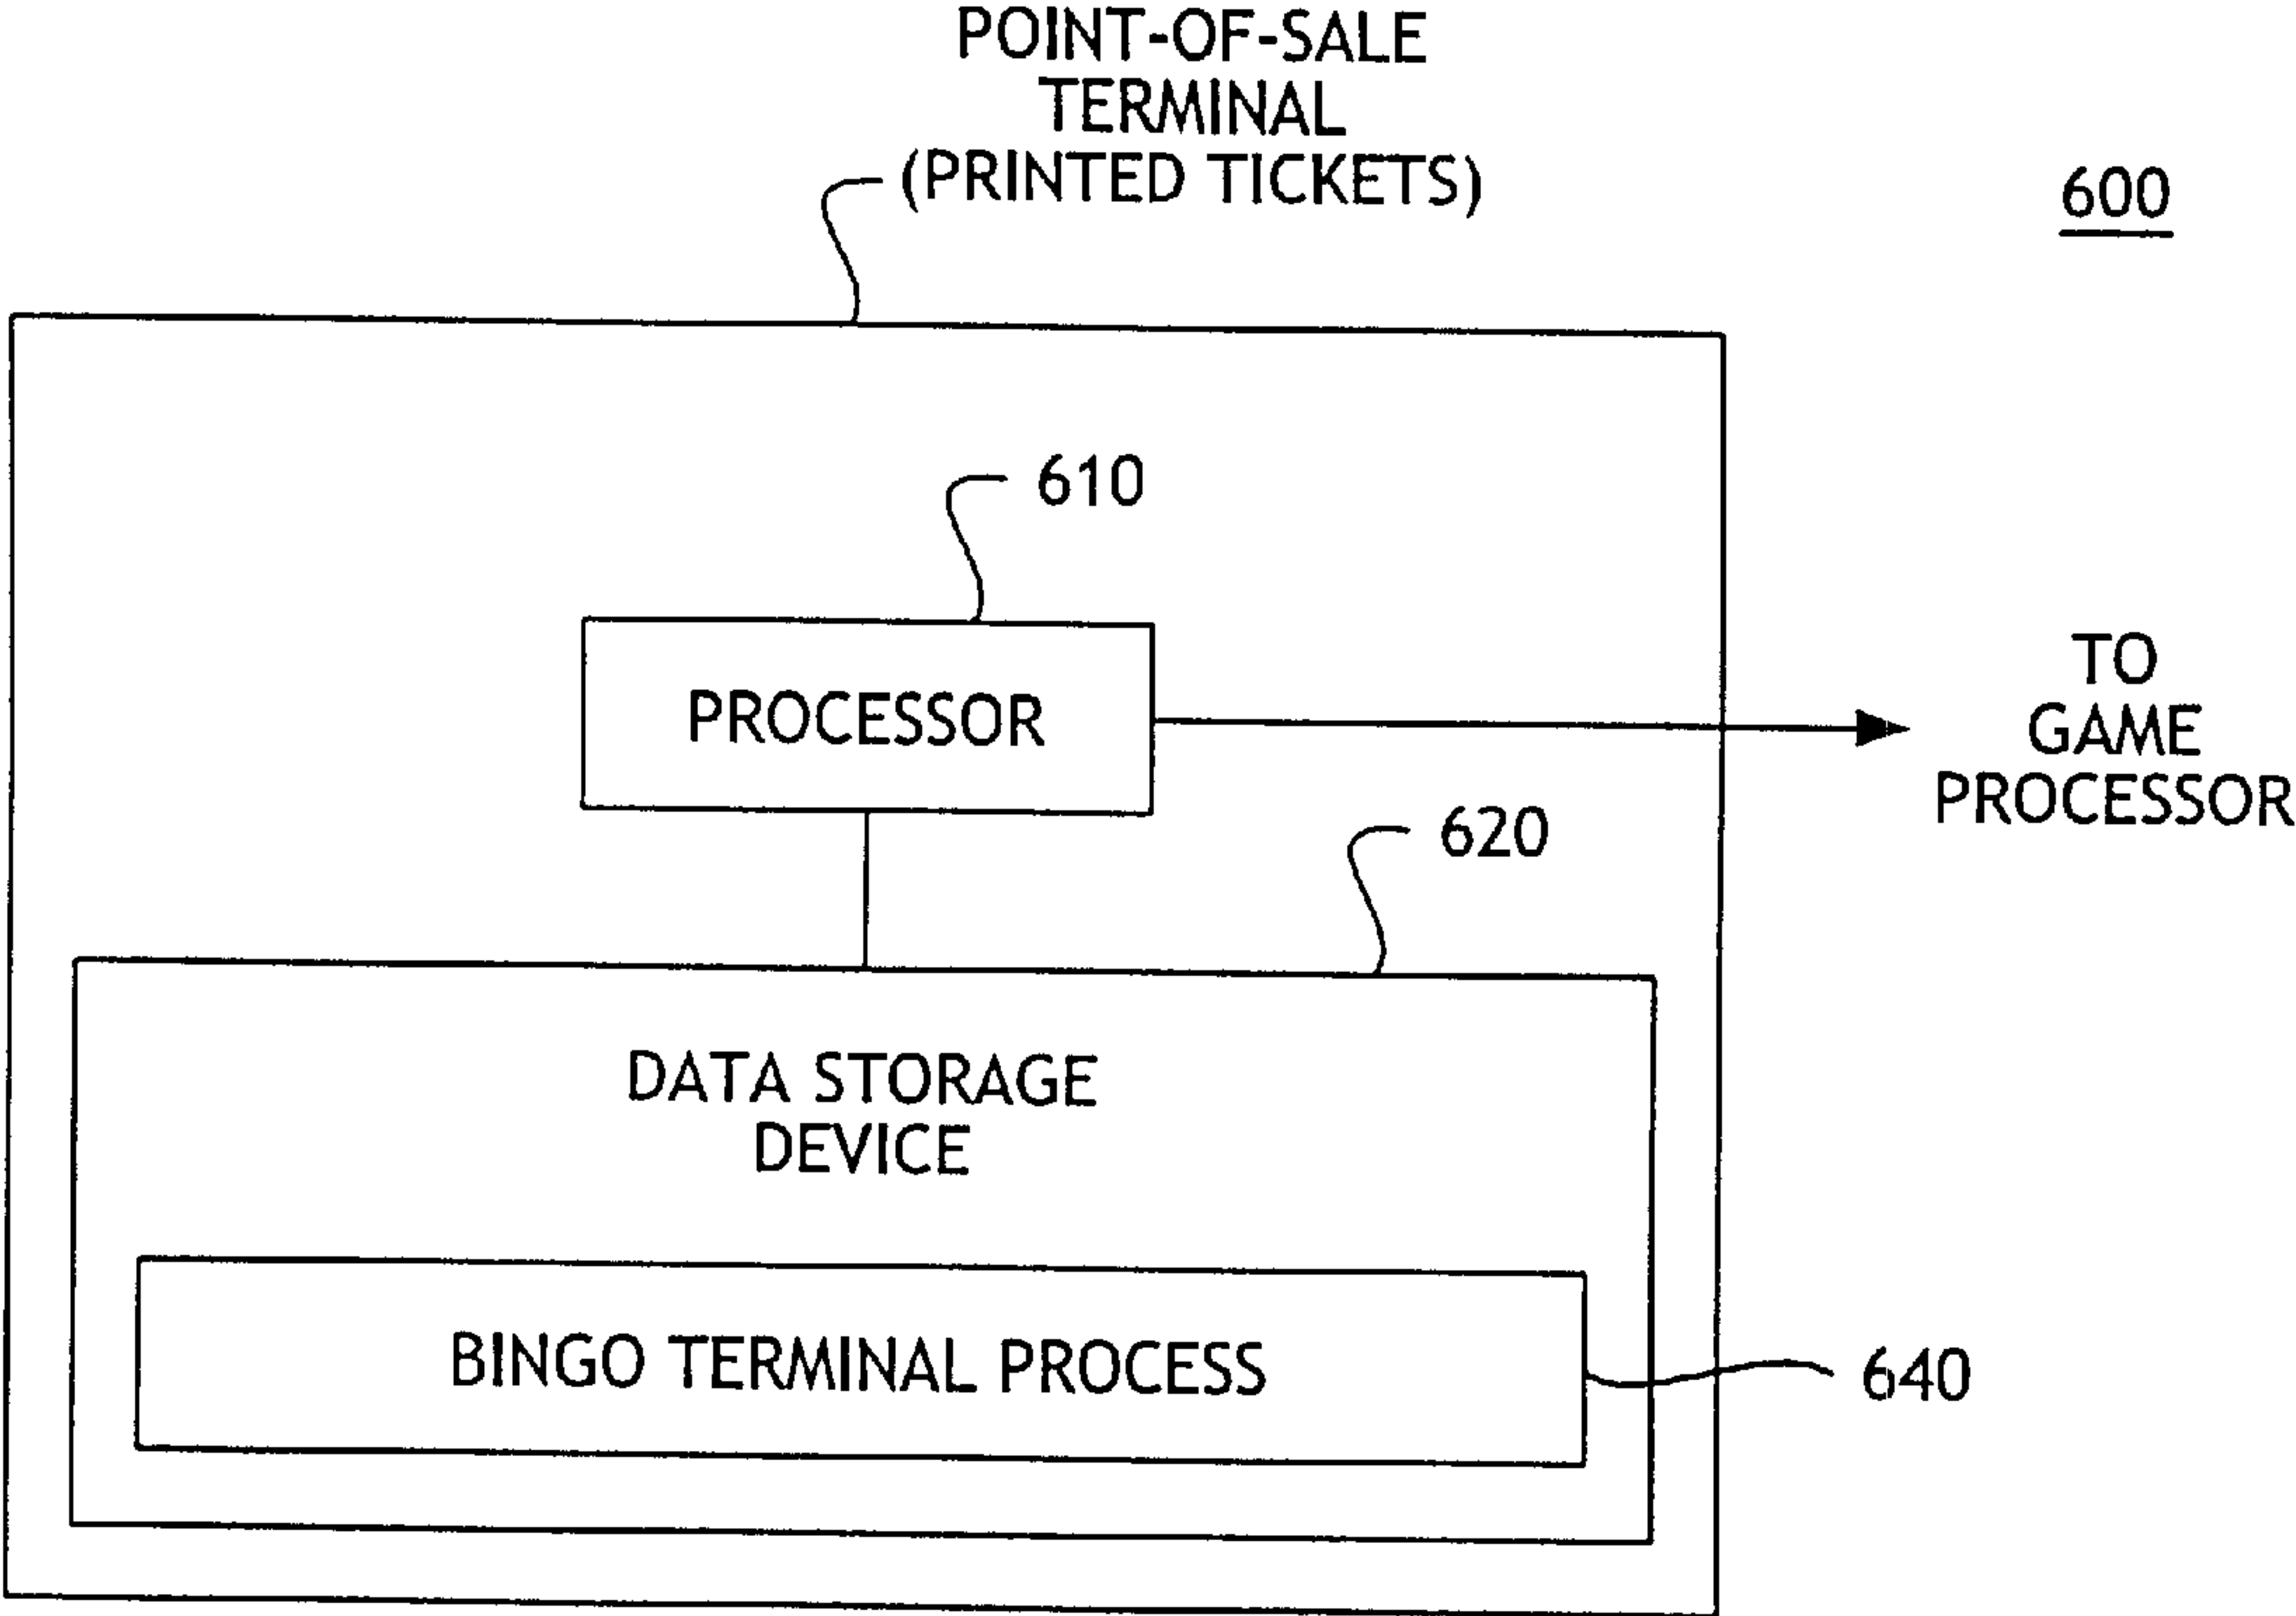 POINT-OF-SALE
TERMINAL
(PRINTED TICKETS)
600
610
PROCESSOR
TO
GAME
PROCESSOR
620
DATA STORAGE
DEVICE
BINGO TERMINAL PROCESS
640